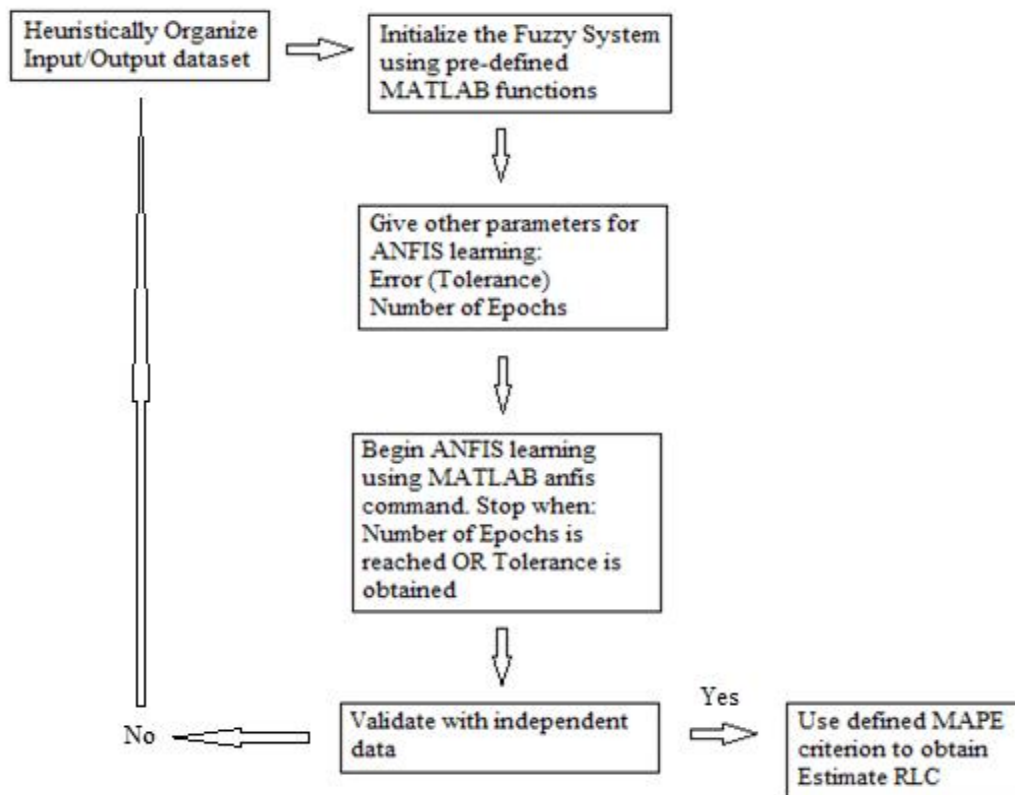 Heuristically Organize
Input/Output dataset
Initialize the Fuzzy System
using pre-defined
MATLAB functions
Give other parameters for
ANFIS learning:
Error (Tolerance)
Number of Epochs
Begin ANFIS learning
using MATLAB anfis
command. Stop when:
Number of Epochs is
reached OR Tolerance is
obtained
Validate with independent
data
No
Yes
Use defined MAPE
criterion to obtain
Estimate RLC